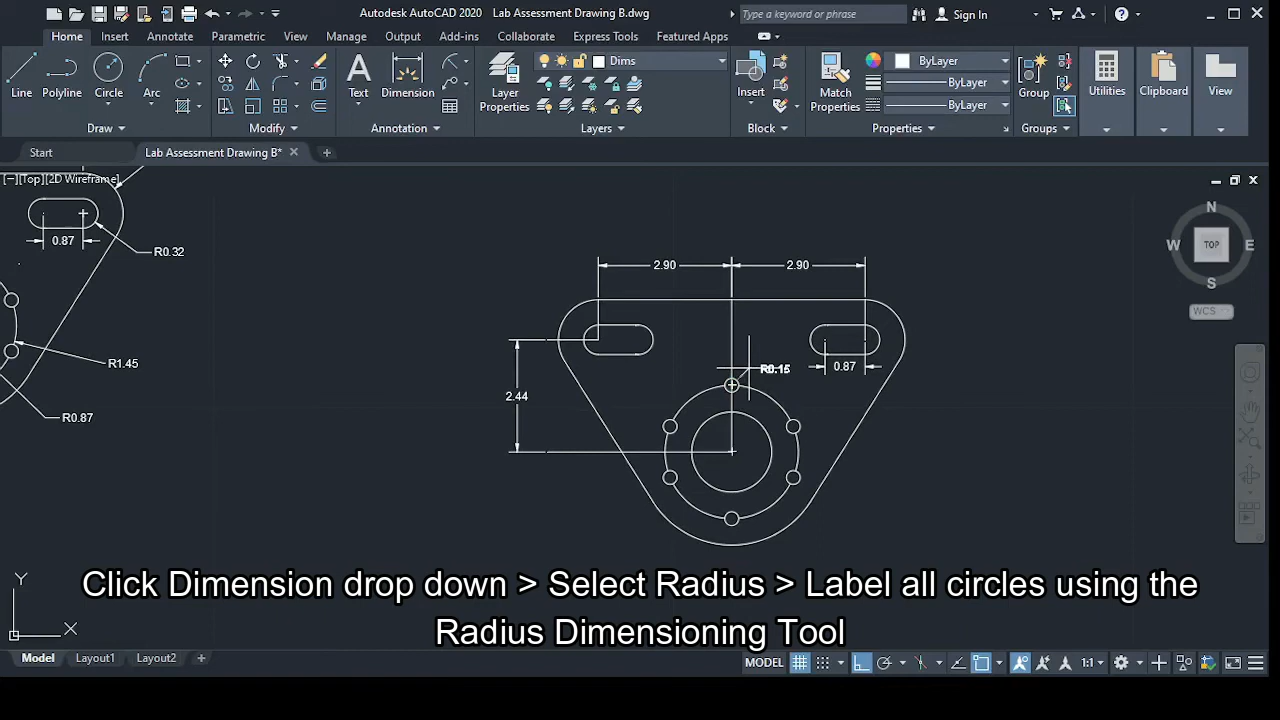 Autodesk AutoCAD 2020 Lab Assessment Drawing B.dwg
Type a keyword or phrase
Sign In
Home Insert Annotate Parametric View Manage Output Add-ins Collaborate Express Tools Featured Apps
Line Polyline Circle Arc
Text Dimension
Layer Properties
Dims
Insert
Match Properties
ByLayer
ByLayer
ByLayer
Group
Utilities
Clipboard
View
Draw Modify Annotation Layers Block Properties Groups
Start Lab Assessment Drawing B*
[−][Top][2D Wireframe]
N
W TOP E
S
WCS
0.87
R0.32
R1.45
R0.87
2.90 2.90
R0.15
0.87
2.44
Click Dimension drop down > Select Radius > Label all circles using the
Radius Dimensioning Tool
Y
X
Model Layout1 Layout2
MODEL 1:1